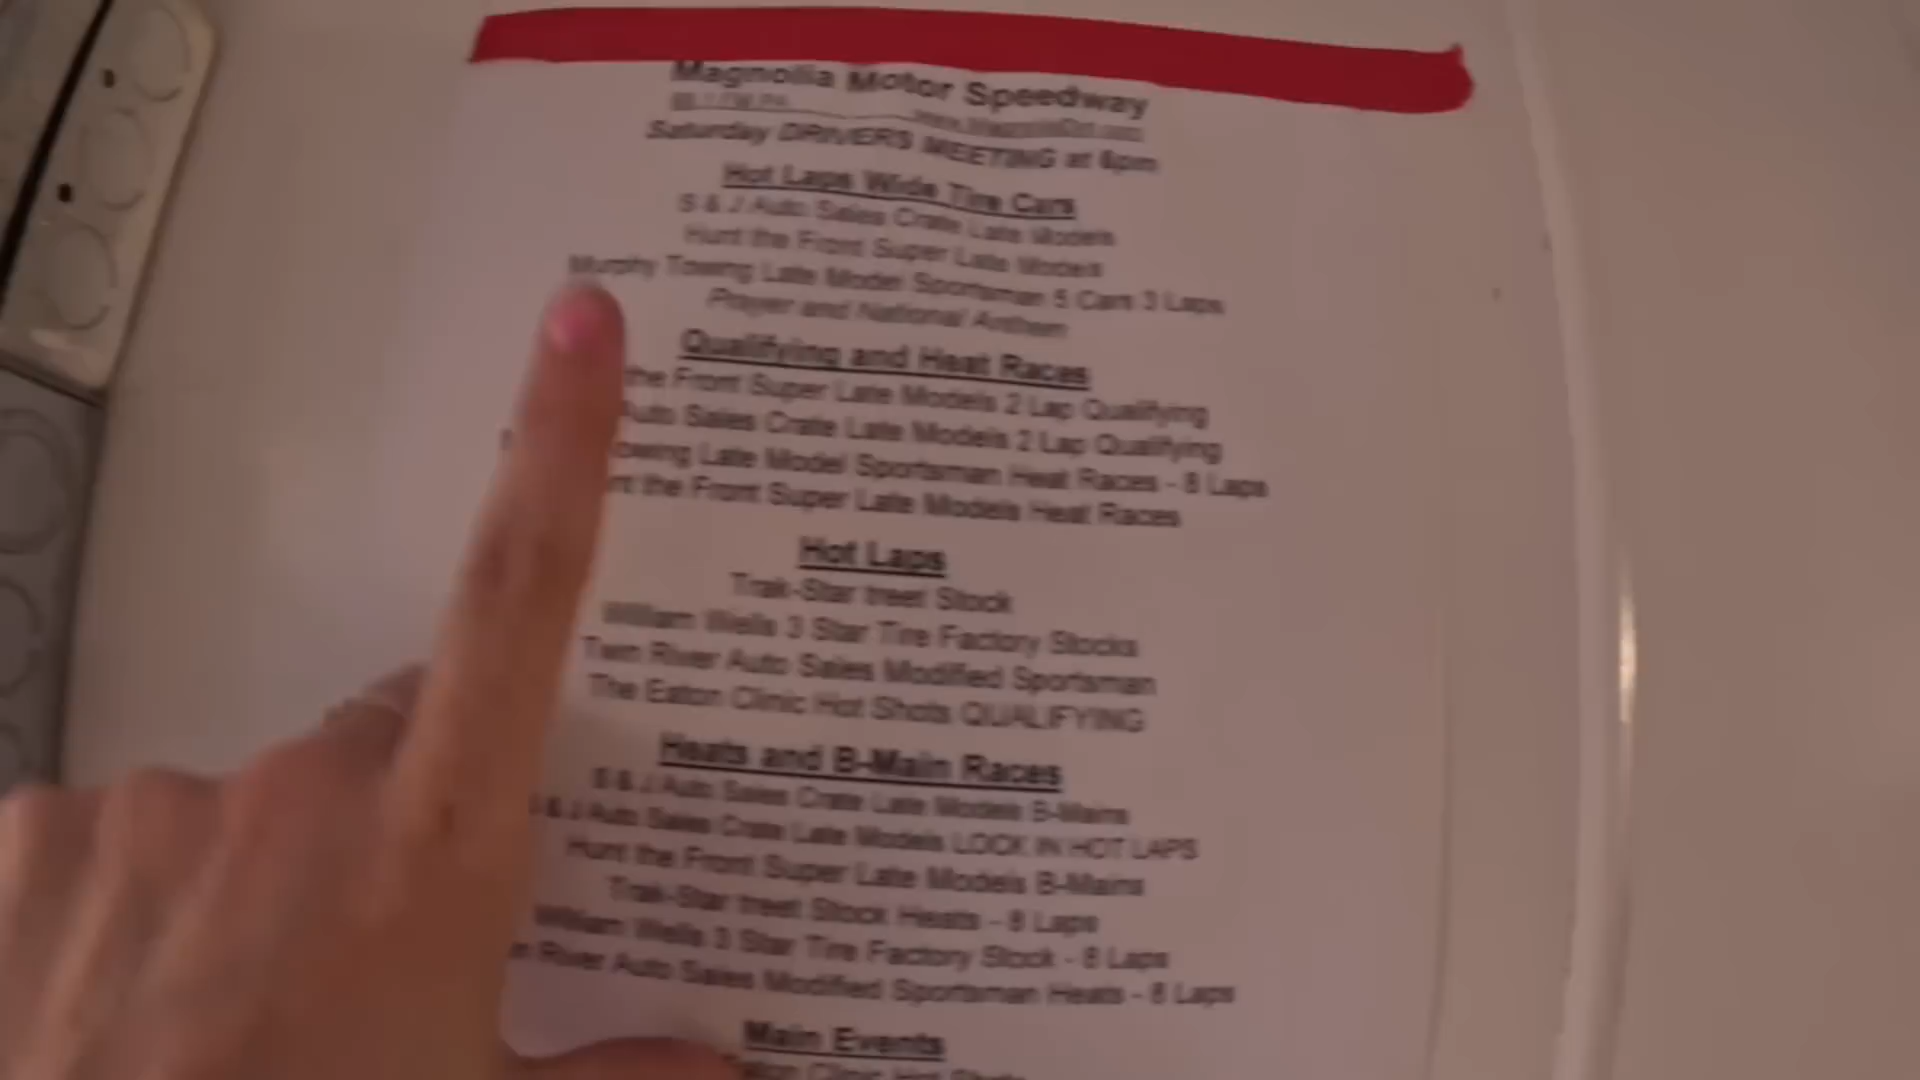 Magnolia Motor Speedway
Saturday DRIVERS MEETING at 6pm
Hot Laps Wide Tire Cars
S & J Auto Sales Crate Late Models
Hunt the Front Super Late Models
Murphy Towing Late Model Sportsman 5 Cars 3 Laps
Prayer and National Anthem
Qualifying and Heat Races
the Front Super Late Models 2 Lap Qualifying
Auto Sales Crate Late Models 2 Lap Qualifying
Late Model Sportsman Heat Races - 8 Laps
the Front Super Late Models Heat Races
Hot Laps
Trak-Star treet Stock
William Wells 3 Star Tire Factory Stocks
Twin River Auto Sales Modified Sportsman
The Eaton Clinic Hot Shots QUALIFYING
Heats and B-Main Races
S & J Auto Sales Crate Late Models B-Mains
& J Auto Sales Crate Late Models LOCK IN HOT LAPS
Hunt the Front Super Late Models B-Mains
Trak-Star treet Stock Heats - 8 Laps
William Wells 3 Star Tire Factory Stock - 8 Laps
River Auto Sales Modified Sportsman Heats - 8 Laps
Main Events
Clinic Hot Shots